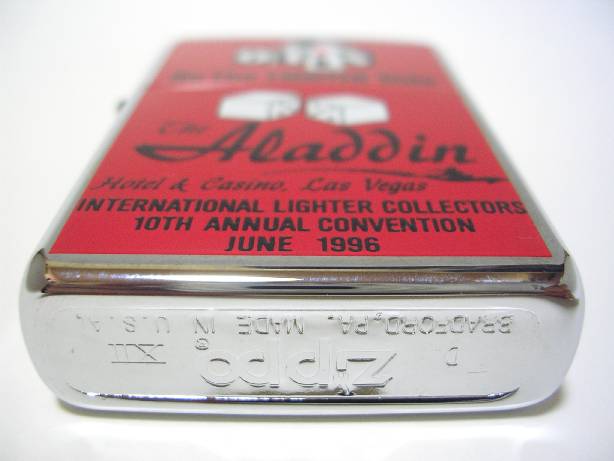 The
Aladdin
Hotel & Casino, Las Vegas
INTERNATIONAL LIGHTER COLLECTORS
10TH ANNUAL CONVENTION
JUNE 1996
D Zippo® XII
BRADFORD, PA. MADE IN U.S.A.